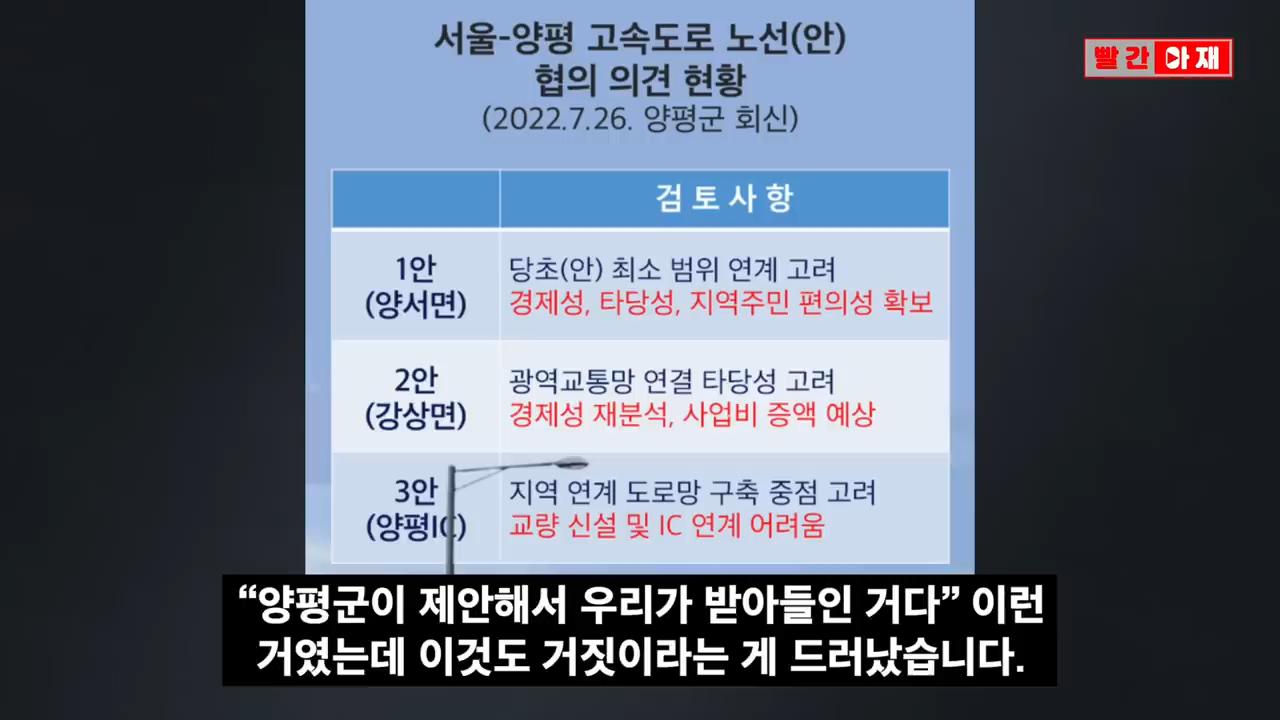 서울-양평 고속도로 노선(안)
협의 의견 현황
(2022.7.26. 양평군 회신)
빨간아재
검토사항
1안
(양서면)
당초(안) 최소 범위 연계 고려
경제성, 타당성, 지역주민 편의성 확보
2안
(강상면)
광역교통망 연결 타당성 고려
경제성 재분석, 사업비 증액 예상
3안
(양평IC)
지역 연계 도로망 구축 중점 고려
교량 신설 및 IC 연계 어려움
“양평군이 제안해서 우리가 받아들인 거다” 이런
거였는데 이것도 거짓이라는 게 드러났습니다.